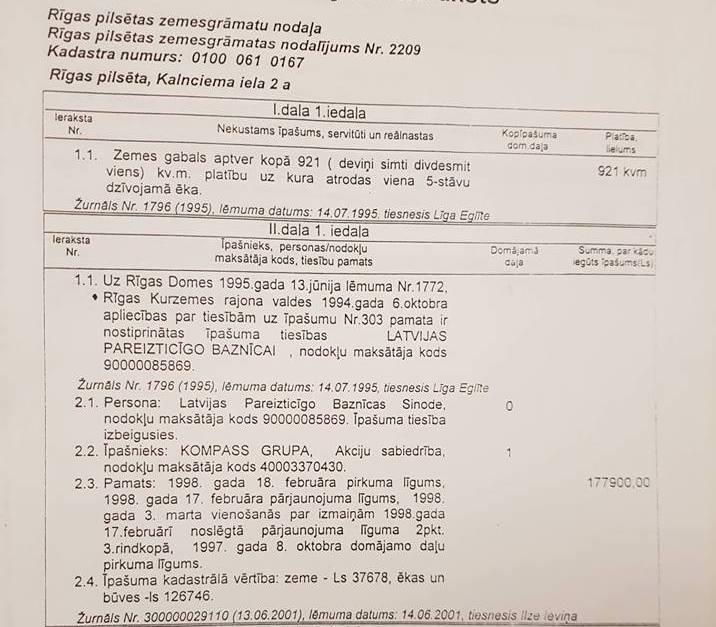 Rīgas pilsētas zemesgrāmatu nodaļa
Rīgas pilsētas zemesgrāmatas nodalījums Nr. 2209
Kadastra numurs: 0100 061 0167
Rīgas pilsēta, Kalnciema iela 2 a
I.daļa 1.iedaļa
Ieraksta Nr.
Nekustams īpašums, servitūti un reālnastas
Kopīpašuma dom.daļa
Platība, lielums
1.1. Zemes gabals aptver kopā 921 ( deviņi simti divdesmit
viens) kv.m. platību uz kura atrodas viena 5-stāvu
dzīvojamā ēka.
921 kvm
Žurnāls Nr. 1796 (1995), lēmuma datums: 14.07.1995, tiesnesis Līga Eglīte
II.daļa 1. iedaļa
Ieraksta Nr.
Īpašnieks, personas/nodokļu
maksātāja kods, tiesību pamats
Domājamā daļa
Summa, par kādu
iegūts īpašums(Ls)
1.1. Uz Rīgas Domes 1995.gada 13.jūnija lēmuma Nr.1772,
Rīgas Kurzemes rajona valdes 1994.gada 6.oktobra
apliecības par tiesībām uz īpašumu Nr.303 pamata ir
nostiprinātas īpašuma tiesības LATVIJAS
PAREIZTICĪGO BAZNĪCAI , nodokļu maksātāja kods
90000085869.
Žurnāls Nr. 1796 (1995), lēmuma datums: 14.07.1995, tiesnesis Līga Eglīte
2.1. Persona: Latvijas Pareizticīgo Baznīcas Sinode, 0
nodokļu maksātāja kods 90000085869. Īpašuma tiesība
izbeigusies.
2.2. Īpašnieks: KOMPASS GRUPA, Akciju sabiedrība, 1
nodokļu maksātāja kods 40003370430.
2.3. Pamats: 1998. gada 18. februāra pirkuma līgums, 177900,00
1998. gada 17. februāra pārjaunojuma līgums, 1998.
gada 3. marta vienošanās par izmaiņām 1998.gada
17.februārī noslēgtā pārjaunojuma līguma 2pkt.
3.rindkopā, 1997. gada 8. oktobra domājamo daļu
pirkuma līgums.
2.4. Īpašuma kadastrālā vērtība: zeme - Ls 37678, ēkas un
būves -ls 126746.
Žurnāls Nr. 300000029110 (13.06.2001), lēmuma datums: 14.06.2001, tiesnesis Ilze Ieviņa